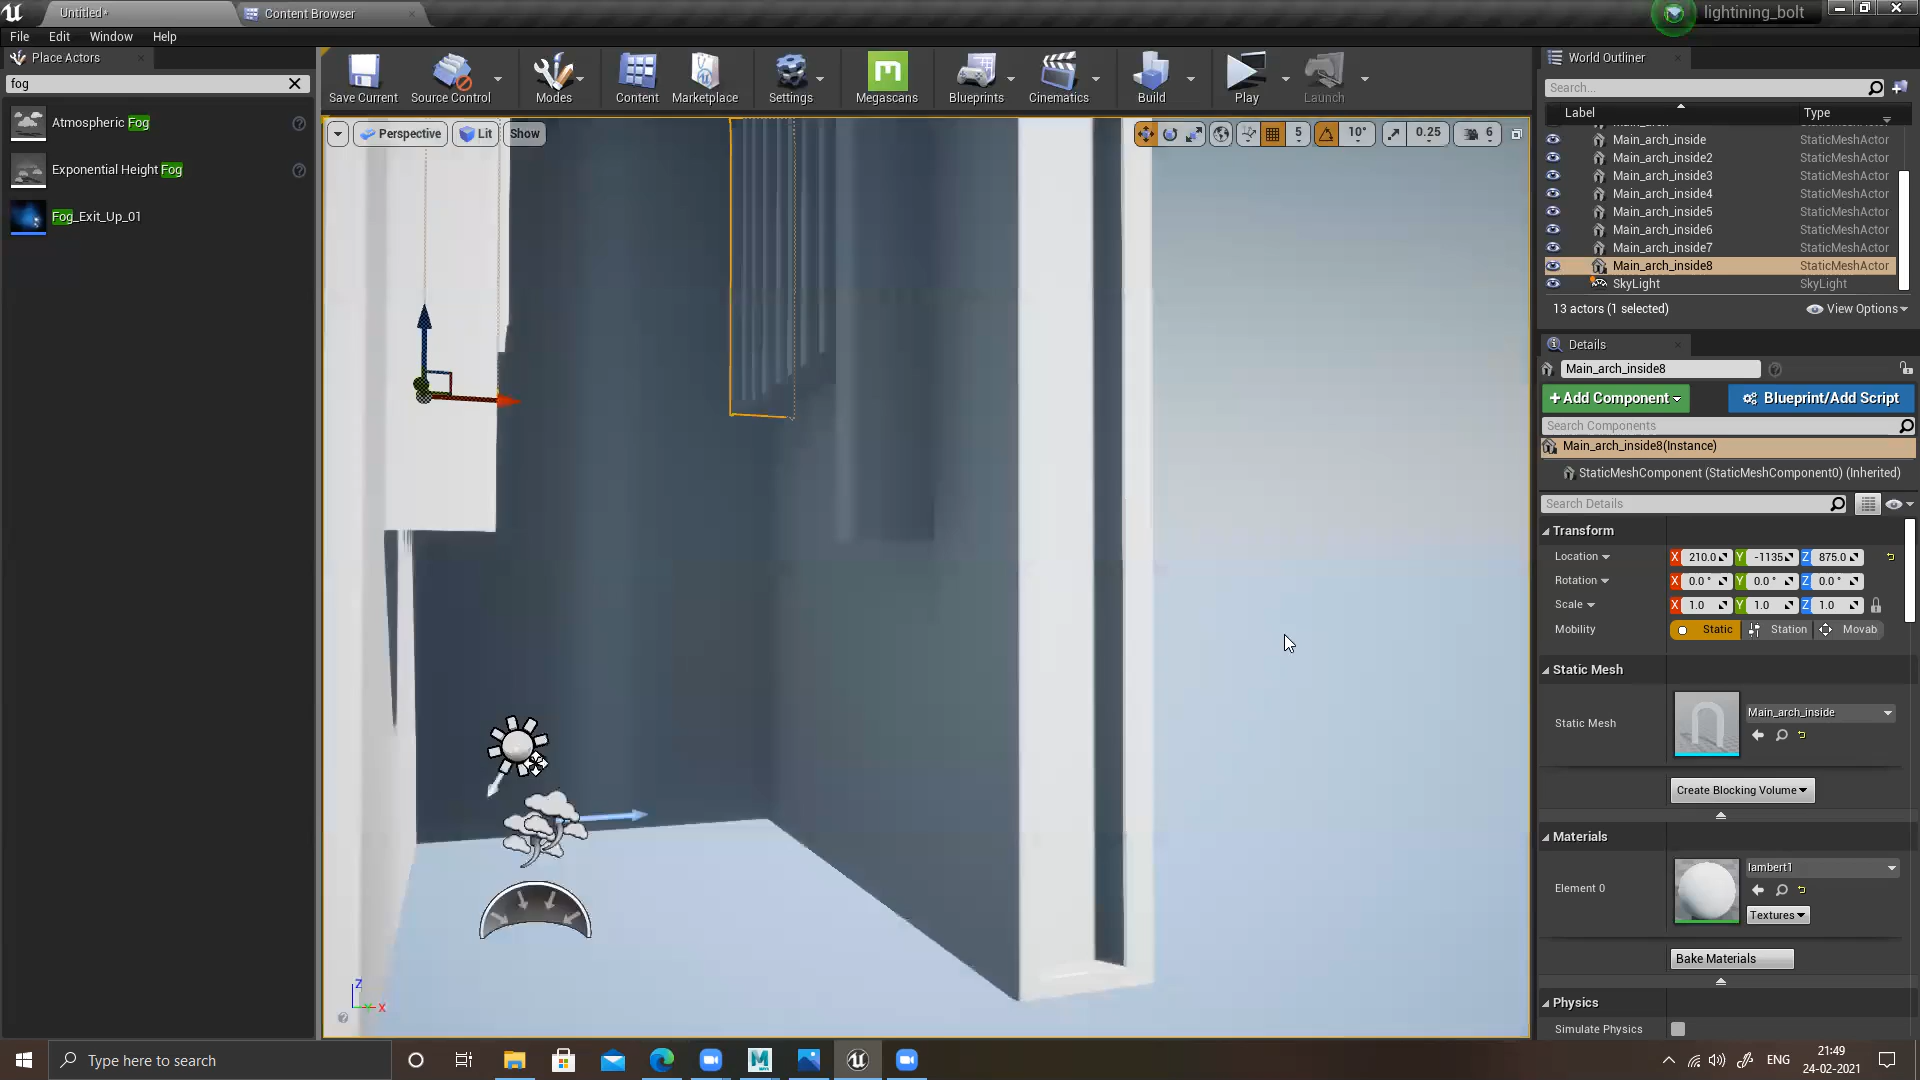 Untitled*
Content Browser
lightining_bolt
File
Edit
Window
Help
Place Actors
fog
Atmospheric Fog
Exponential Height Fog
Fog_Exit_Up_01
Save Current
Source Control
Modes
Content
Marketplace
Settings
Megascans
Blueprints
Cinematics
Build
Play
Launch
Perspective
Lit
Show
5
10°
0.25
6
World Outliner
Search...
Label
Type
Main_arch_inside StaticMeshActor
Main_arch_inside2 StaticMeshActor
Main_arch_inside3 StaticMeshActor
Main_arch_inside4 StaticMeshActor
Main_arch_inside5 StaticMeshActor
Main_arch_inside6 StaticMeshActor
Main_arch_inside7 StaticMeshActor
Main_arch_inside8 StaticMeshActor
SkyLight SkyLight
13 actors (1 selected)
View Options
Details
Main_arch_inside8
+Add Component
Blueprint/Add Script
Search Components
Main_arch_inside8(Instance)
StaticMeshComponent (StaticMeshComponent0) (Inherited)
Search Details
Transform
Location X 210.0 Y -1135 Z 875.0
Rotation X 0.0 ° Y 0.0 ° Z 0.0 °
Scale X 1.0 Y 1.0 Z 1.0
Mobility Static Station Movab
Static Mesh
Static Mesh
Main_arch_inside
Create Blocking Volume
Materials
Element 0
lambert1
Textures
Bake Materials
Physics
Simulate Physics
Z
Y X
Type here to search
ENG
21:49
24-02-2021